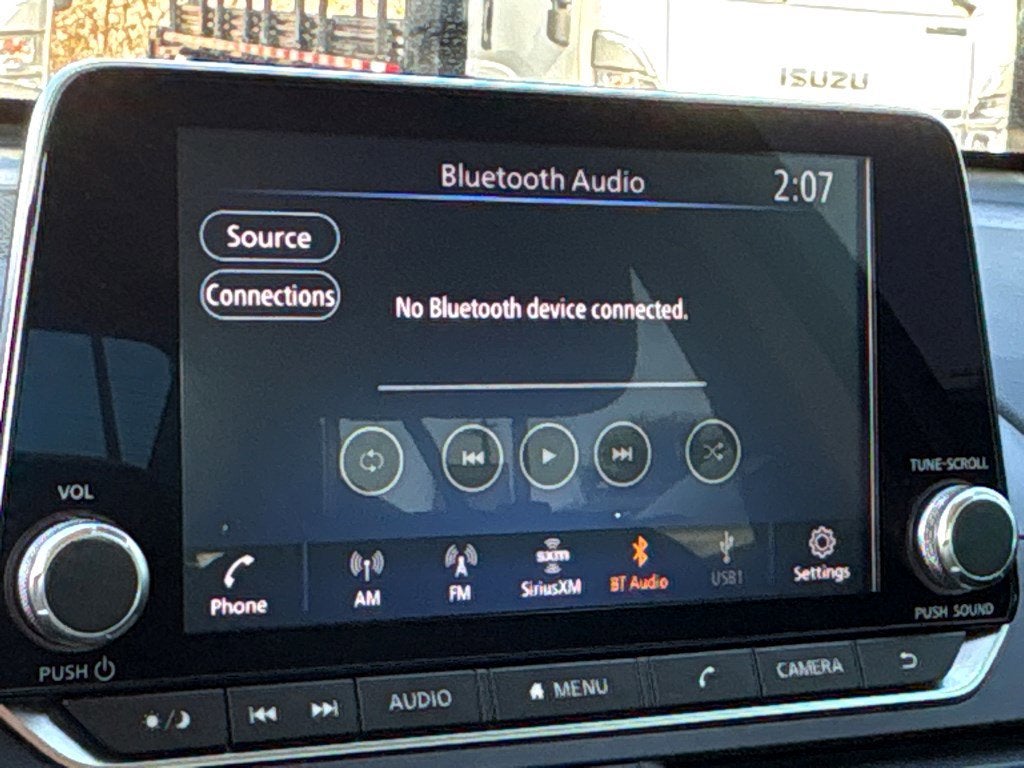 ISUZU
Bluetooth Audio
2:07
Source
Connections
No Bluetooth device connected.
VOL
TUNE·SCROLL
Phone
AM
FM
sxm
SiriusXM
BT Audio
USB1
Settings
PUSH
PUSH SOUND
AUDIO
MENU
CAMERA